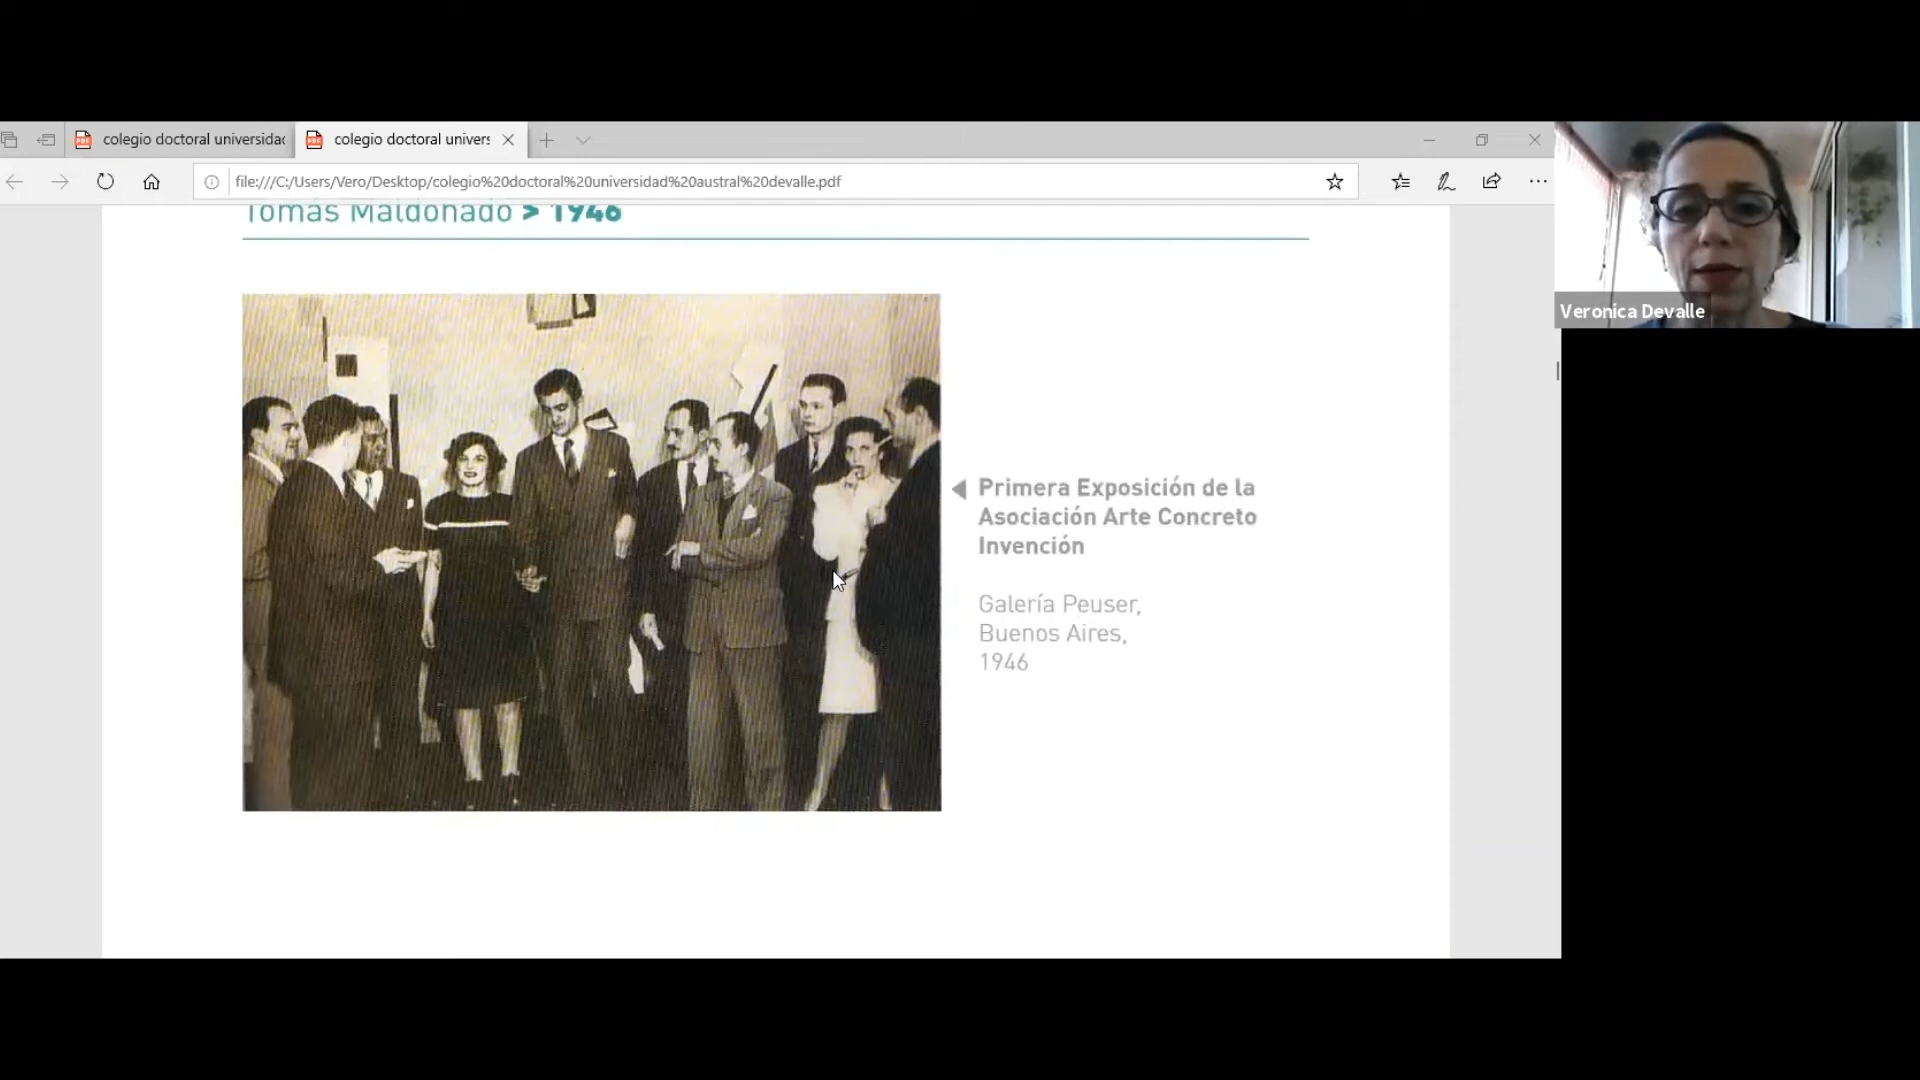 colegio doctoral universidad
colegio doctoral univers
file:///C:/Users/Vero/Desktop/colegio%20doctoral%20universidad%20austral%20devalle.pdf
Veronica Devalle
Tomás Maldonado > 1946
Primera Exposición de la
Asociación Arte Concreto
Invención
Galería Peuser,
Buenos Aires,
1946